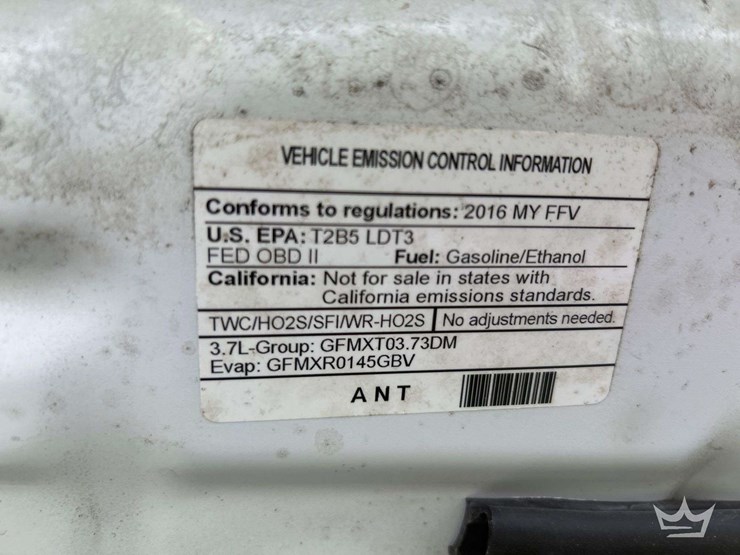 VEHICLE EMISSION CONTROL INFORMATION
Conforms to regulations: 2016 MY FFV
U.S. EPA: T2B5 LDT3
FED OBD II Fuel: Gasoline/Ethanol
California: Not for sale in states with
California emissions standards.
TWC/HO2S/SFI/WR-HO2S No adjustments needed.
3.7L-Group: GFMXT03.73DM
Evap: GFMXR0145GBV
ANT